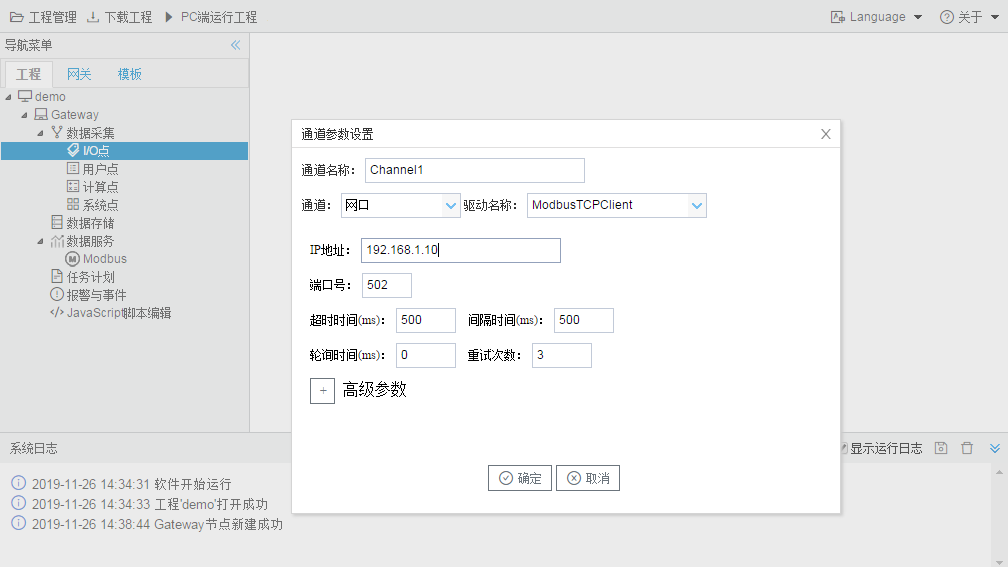 工程管理 下载工程 PC端运行工程 Language 关于
导航菜单
工程 网关 模板
demo
Gateway
数据采集
I/O点
用户点
计算点
系统点
数据存储
数据服务
Modbus
任务计划
报警与事件
JavaScript脚本编辑
通道参数设置
通道名称： Channel1
通道： 网口 驱动名称： ModbusTCPClient
IP地址： 192.168.1.10
端口号： 502
超时时间(ms)： 500 间隔时间(ms)： 500
轮询时间(ms)： 0 重试次数： 3
+ 高级参数
确定 取消
系统日志 显示运行日志
2019-11-26 14:34:31 软件开始运行
2019-11-26 14:34:33 工程'demo'打开成功
2019-11-26 14:38:44 Gateway节点新建成功